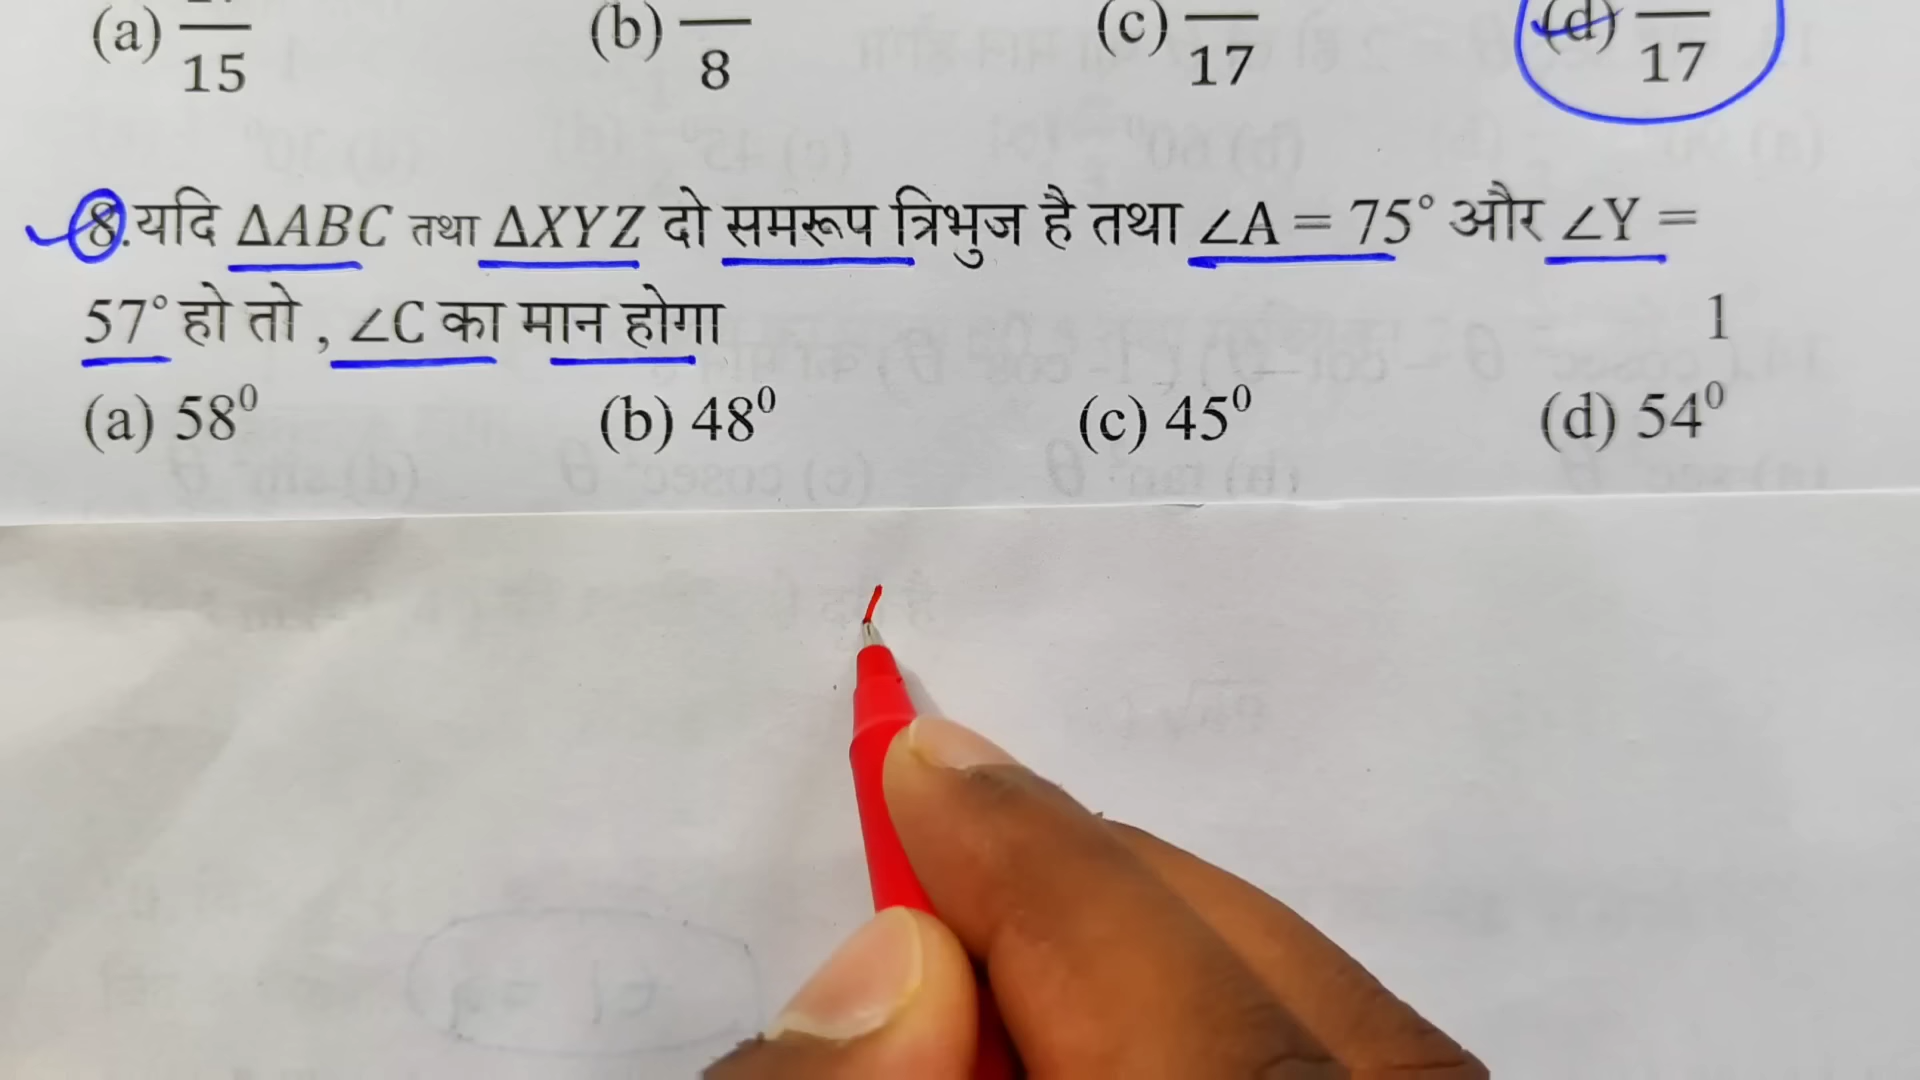 (a) 15 (b) 8 (c) 17 (d) 17
8. यदि ΔABC तथा ΔXYZ दो समरूप त्रिभुज है तथा ∠A = 75° और ∠Y =
57° हो तो , ∠C का मान होगा 1
(a) 58⁰ (b) 48⁰ (c) 45⁰ (d) 54⁰